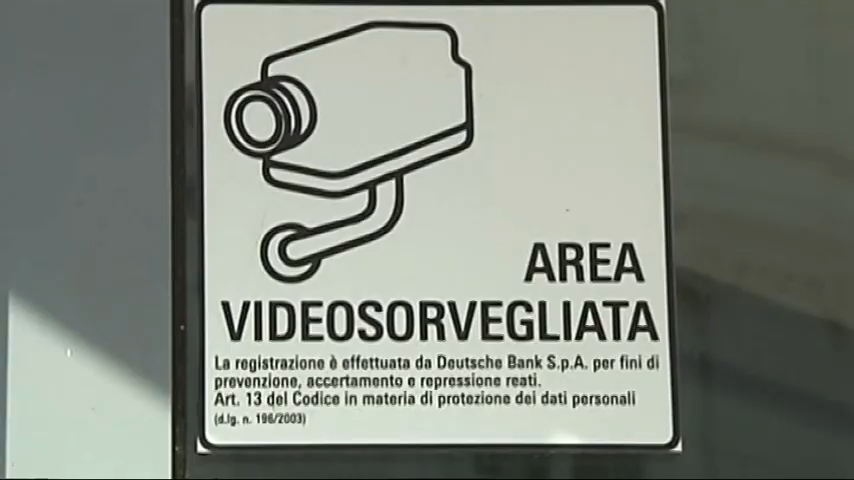 AREA
VIDEOSORVEGLIATA
La registrazione è effettuata da Deutsche Bank S.p.A. per fini di
prevenzione, accertamento e repressione reati.
Art. 13 del Codice in materia di protezione dei dati personali
(d.lg. n. 196/2003)